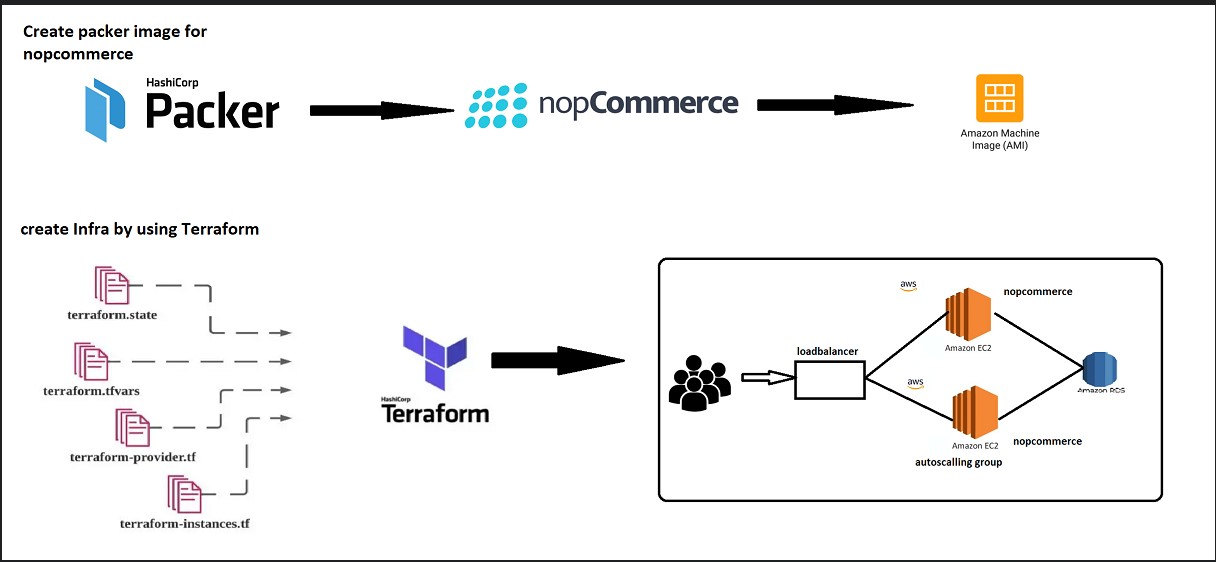 Create packer image for
nopcommerce
HashiCorp
Packer
nopCommerce
Amazon Machine
Image (AMI)
create Infra by using Terraform
terraform.state
terraform.tfvars
terraform-provider.tf
terraform-instances.tf
HashiCorp
Terraform
loadbalancer
aws
nopcommerce
Amazon EC2
aws
Amazon RDS
Amazon EC2
nopcommerce
autoscalling group